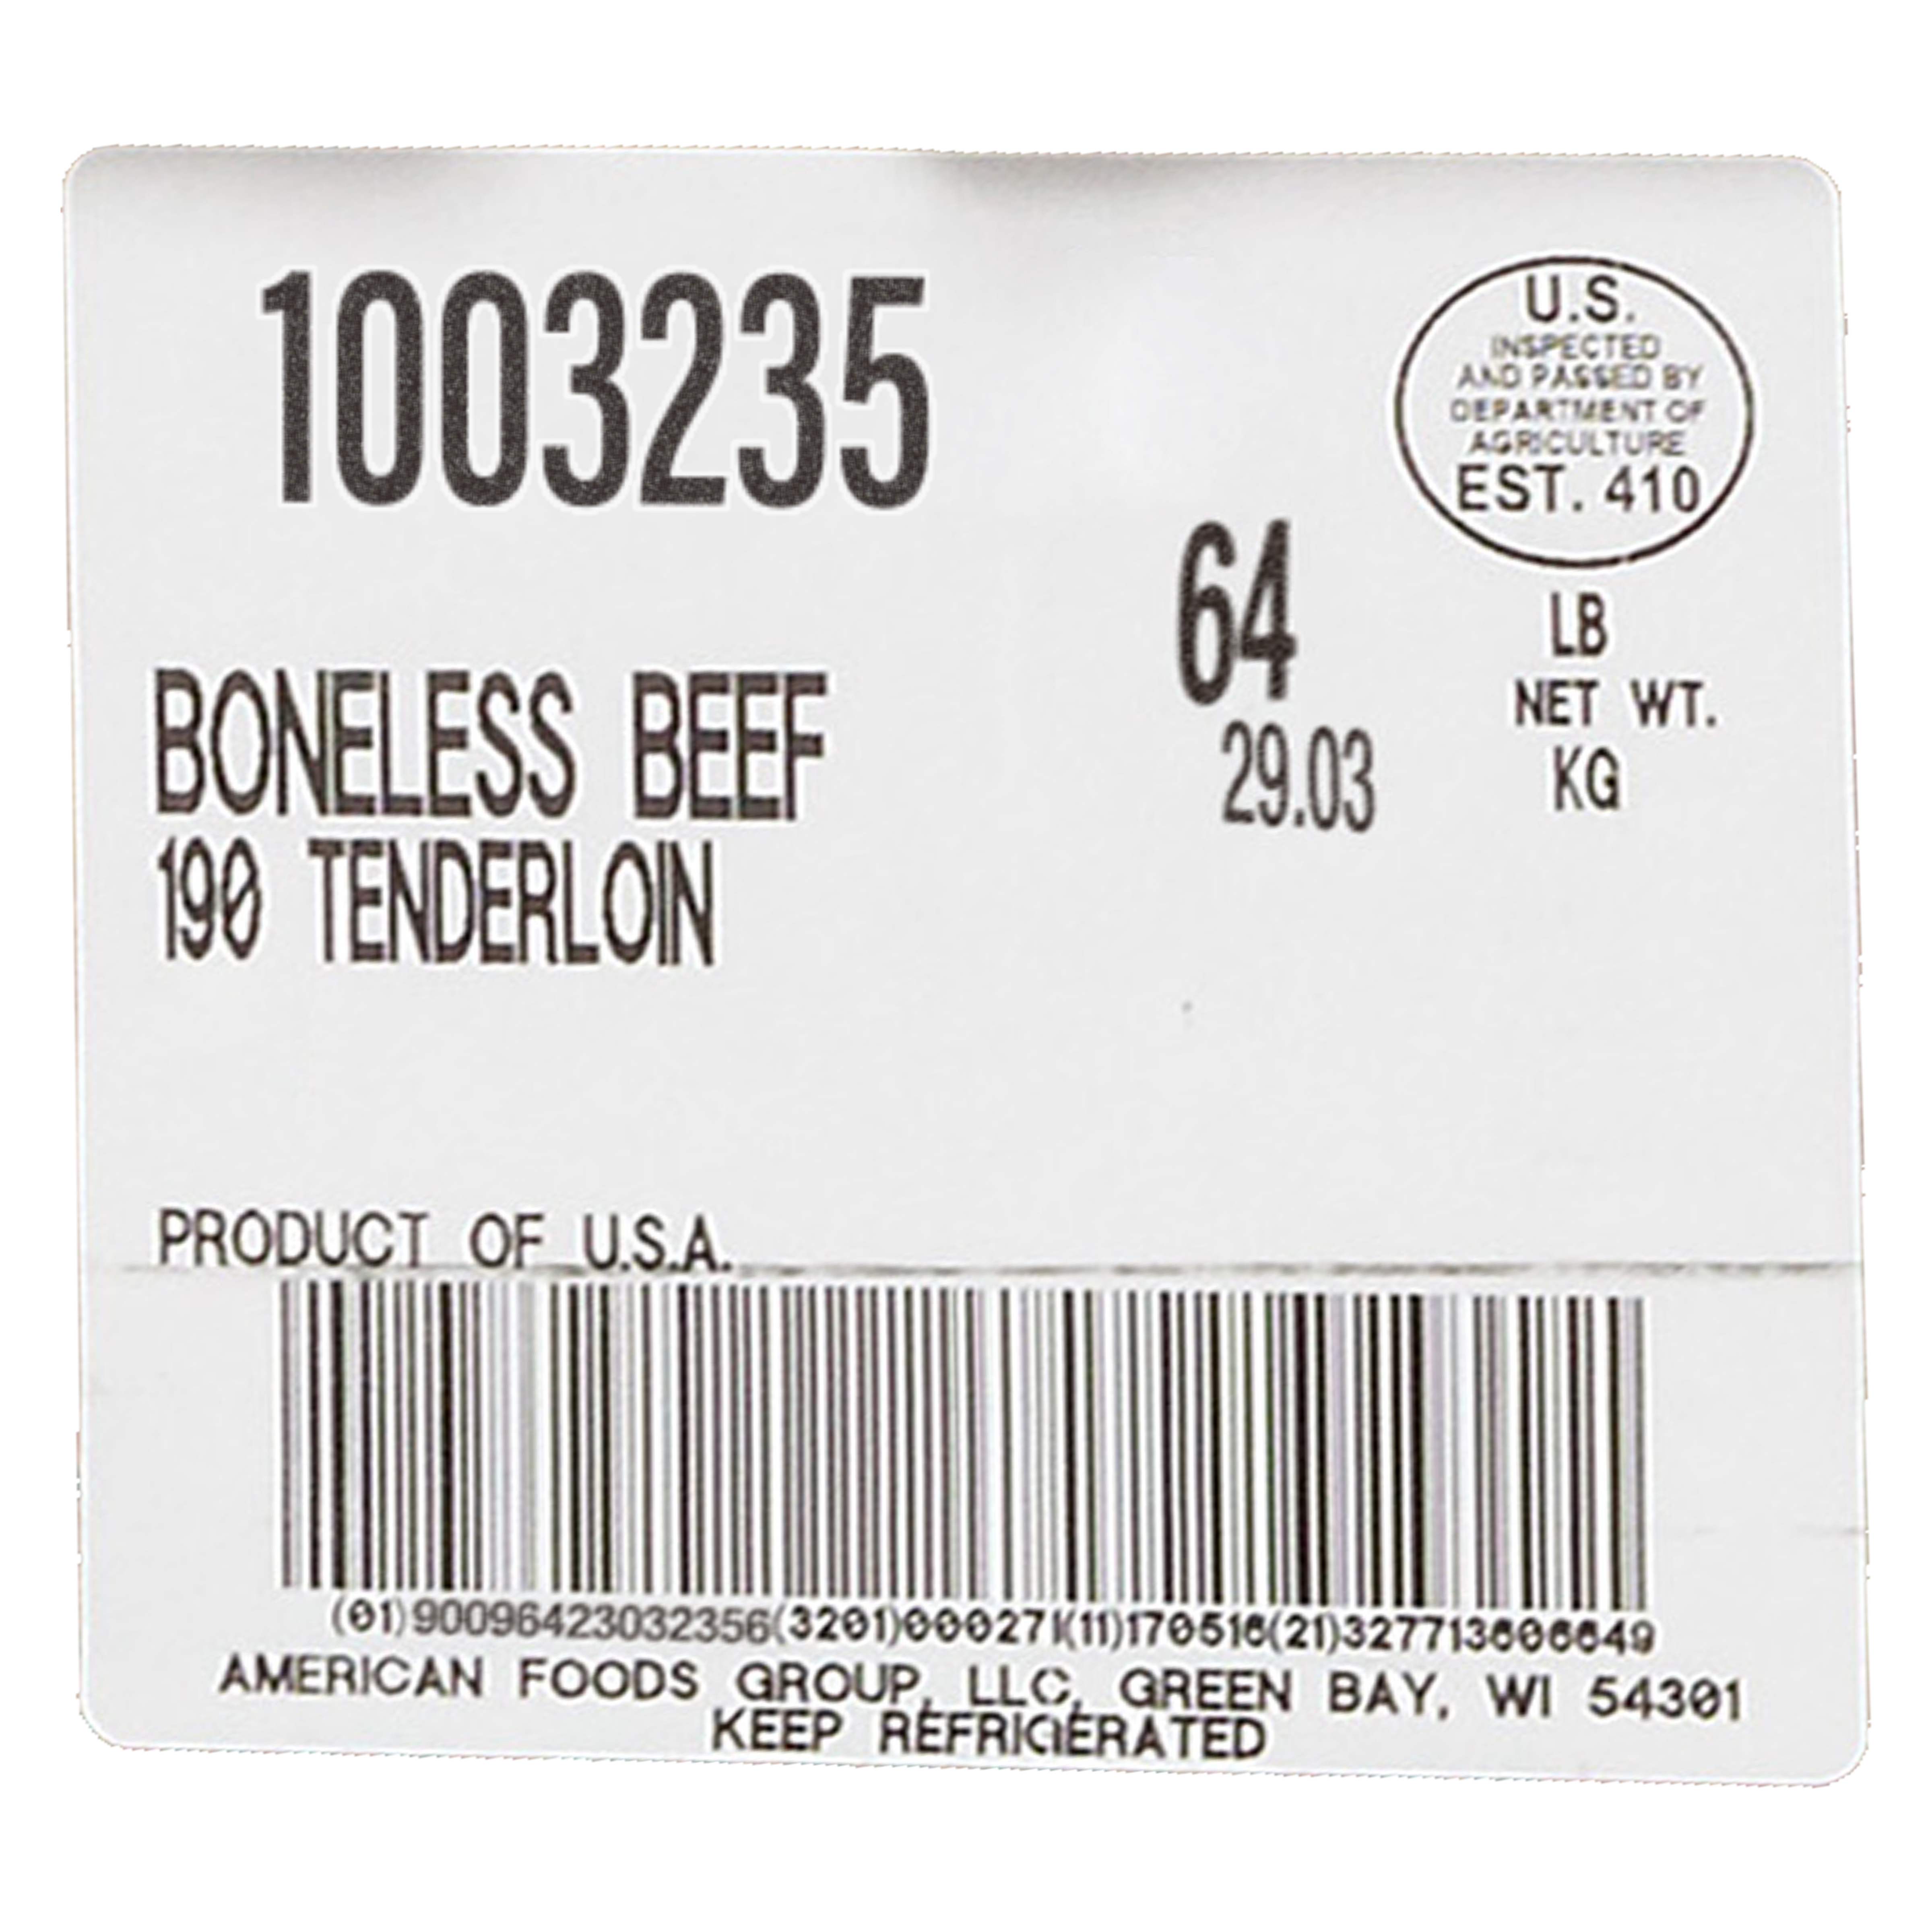 1003235
U.S.
INSPECTED
AND PASSED BY
DEPARTMENT OF
AGRICULTURE
EST. 410
64
LB
NET WT.
29.03
KG
BONELESS BEEF
190 TENDERLOIN
PRODUCT OF U.S.A.
(01)90096423032356(3201)000271(11)170516(21)327713606649
AMERICAN FOODS GROUP, LLC, GREEN BAY, WI 54301
KEEP REFRIGERATED